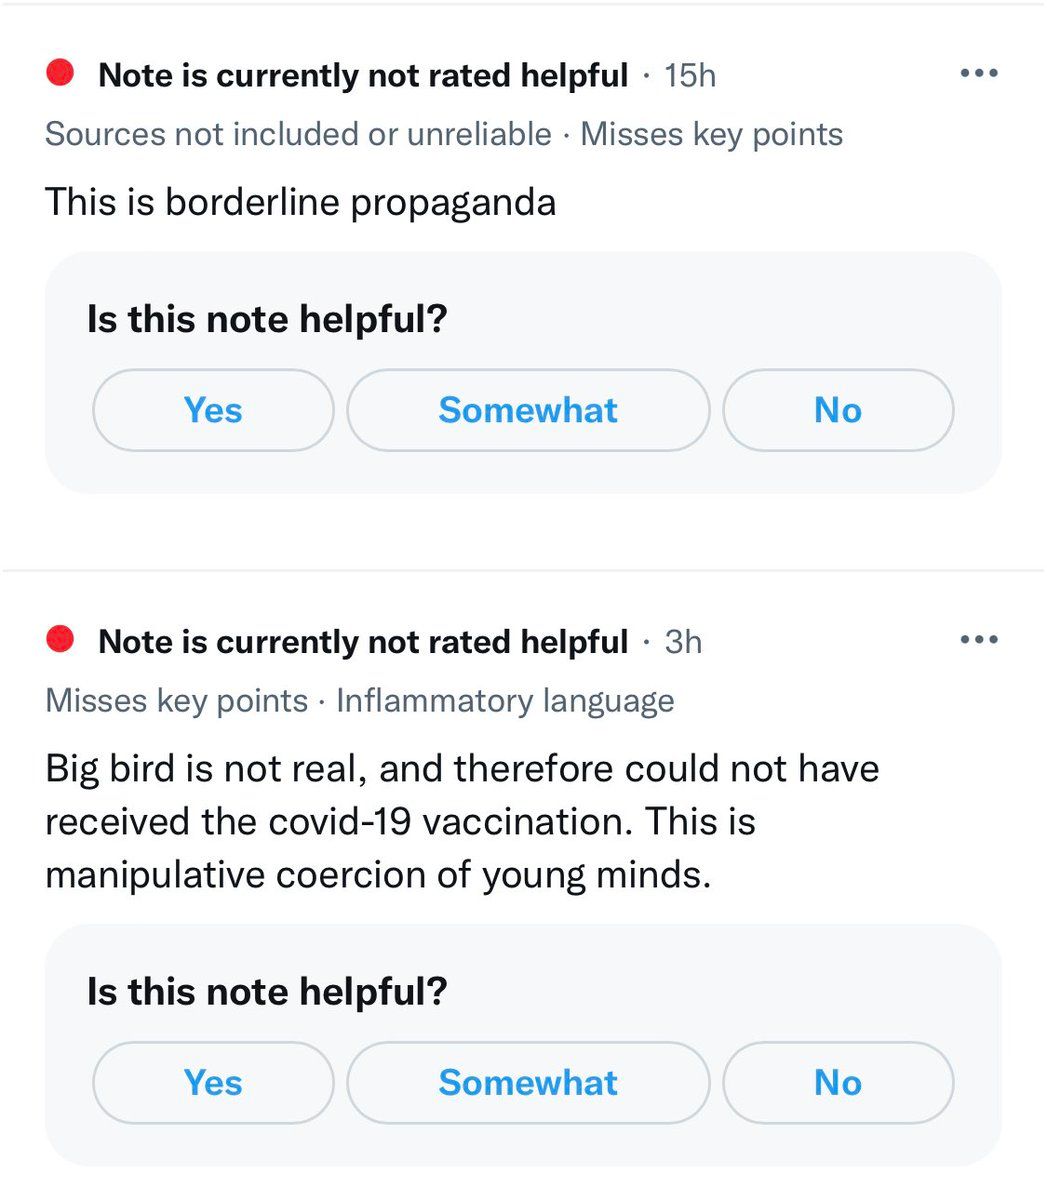 Note is currently not rated helpful · 15h
Sources not included or unreliable · Misses key points
This is borderline propaganda
Is this note helpful?
Yes Somewhat No
Note is currently not rated helpful · 3h
Misses key points · Inflammatory language
Big bird is not real, and therefore could not have
received the covid-19 vaccination. This is
manipulative coercion of young minds.
Is this note helpful?
Yes Somewhat No